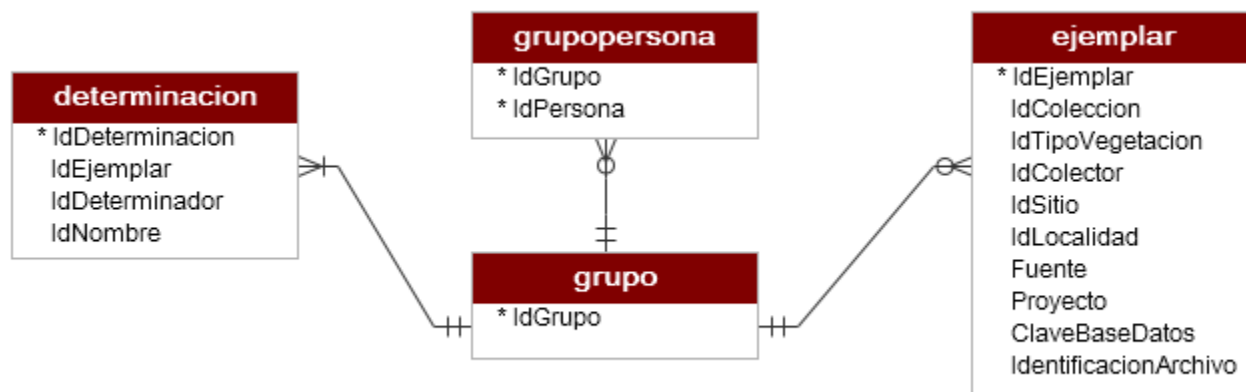 determinacion
* IdDeterminacion
IdEjemplar
IdDeterminador
IdNombre
grupopersona
* IdGrupo
* IdPersona
grupo
* IdGrupo
ejemplar
* IdEjemplar
IdColeccion
IdTipoVegetacion
IdColector
IdSitio
IdLocalidad
Fuente
Proyecto
ClaveBaseDatos
IdentificacionArchivo